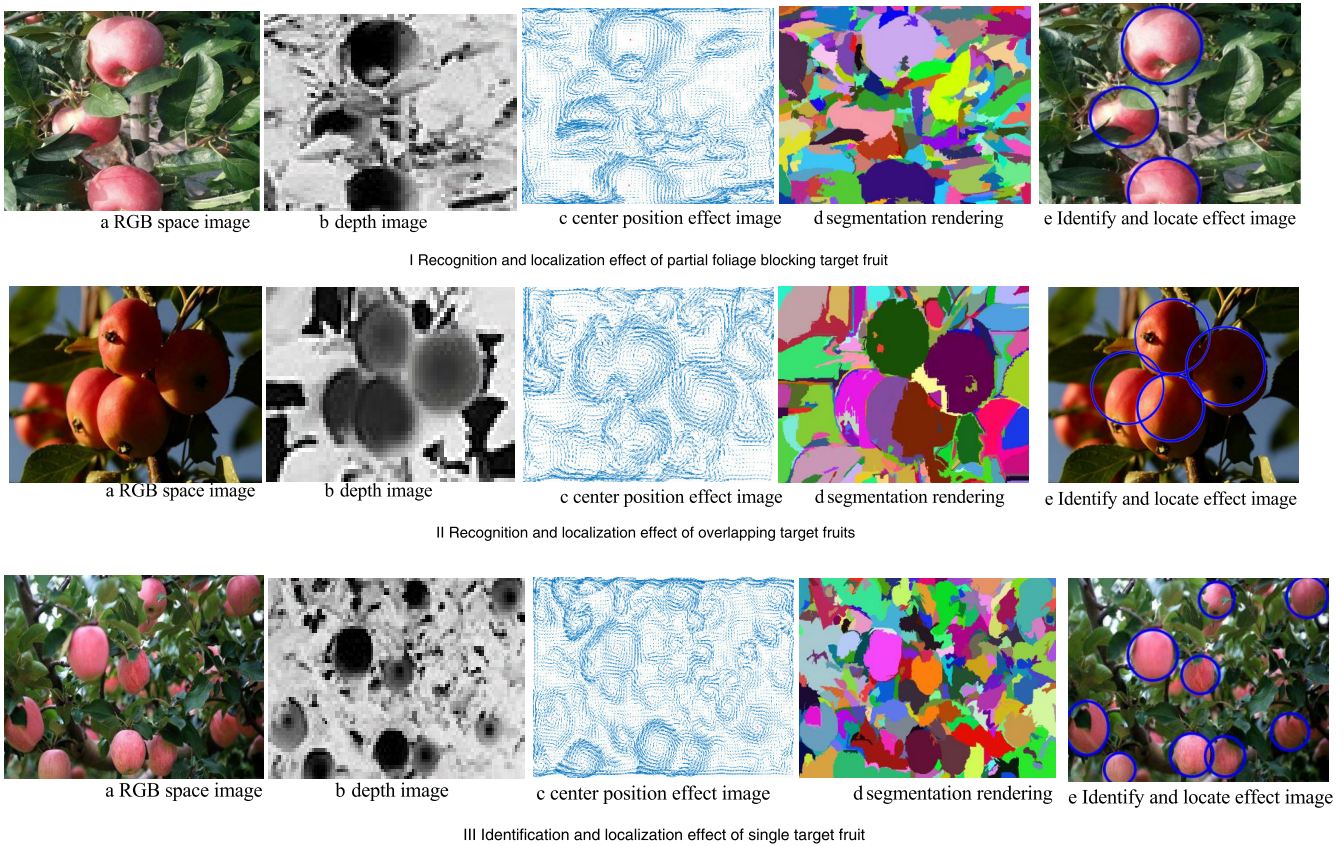 a RGB space image
b depth image
c center position effect image
d segmentation rendering
e Identify and locate effect image
I Recognition and localization effect of partial foliage blocking target fruit
a RGB space image
b depth image
c center position effect image
d segmentation rendering
e Identify and locate effect image
II Recognition and localization effect of overlapping target fruits
a RGB space image
b depth image
c center position effect image
d segmentation rendering
e Identify and locate effect image
III Identification and localization effect of single target fruit